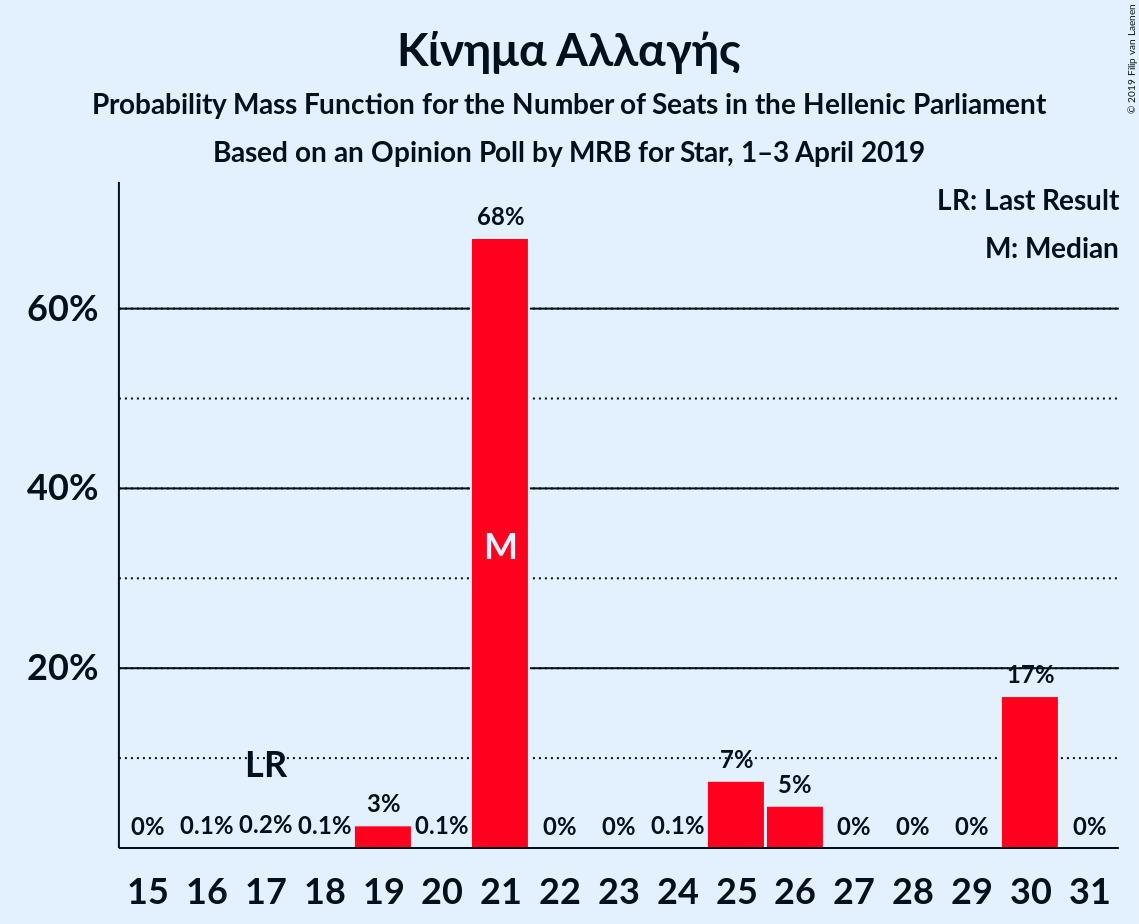 Κίνημα Αλλαγής
Probability Mass Function for the Number of Seats in the Hellenic Parliament
Based on an Opinion Poll by MRB for Star, 1–3 April 2019
© 2019 Filip van Laenen
LR: Last Result
M: Median
68%
60%
40%
M
20%
17%
LR
7%
5%
3%
0% 0.1% 0.2% 0.1% 0.1% 0% 0% 0.1% 0% 0% 0% 0%
15 16 17 18 19 20 21 22 23 24 25 26 27 28 29 30 31